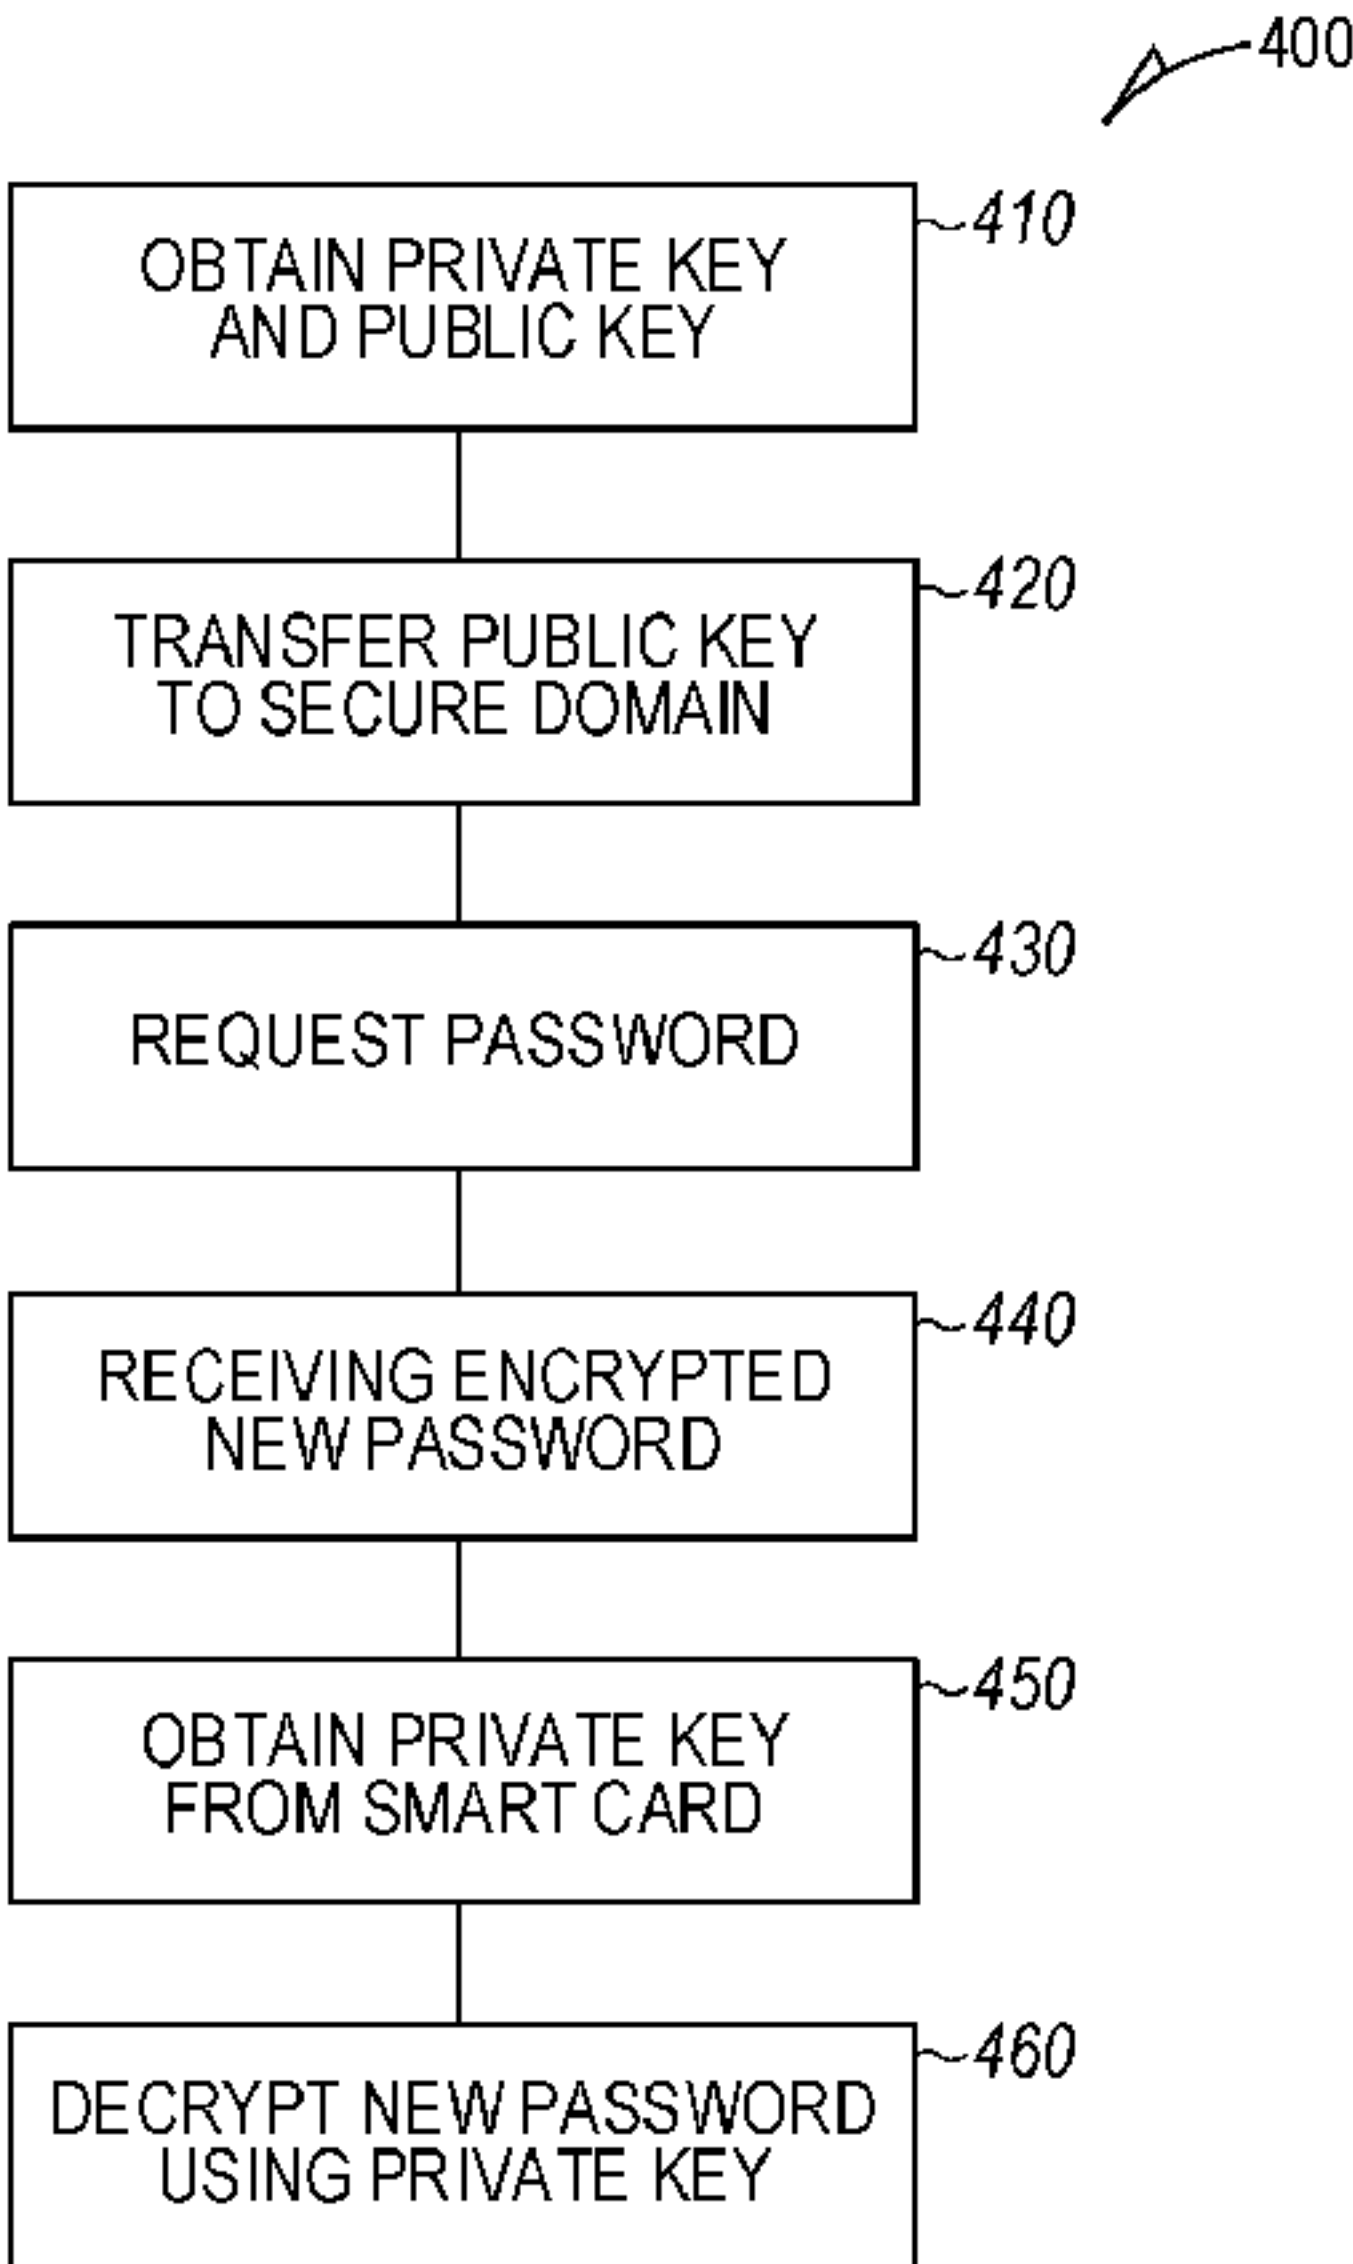 400
410
OBTAIN PRIVATE KEY
AND PUBLIC KEY
420
TRANSFER PUBLIC KEY
TO SECURE DOMAIN
430
REQUEST PASSWORD
440
RECEIVING ENCRYPTED
NEW PASSWORD
450
OBTAIN PRIVATE KEY
FROM SMART CARD
460
DECRYPT NEW PASSWORD
USING PRIVATE KEY